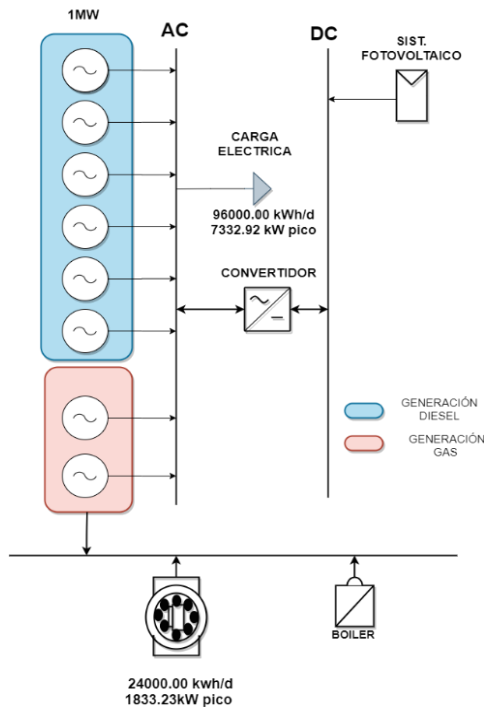 1MW
AC
DC
SIST.
FOTOVOLTAICO
CARGA
ELECTRICA
96000.00 kWh/d
7332.92 kW pico
CONVERTIDOR
GENERACIÓN
DIESEL
GENERACIÓN
GAS
BOILER
24000.00 kwh/d
1833.23kW pico